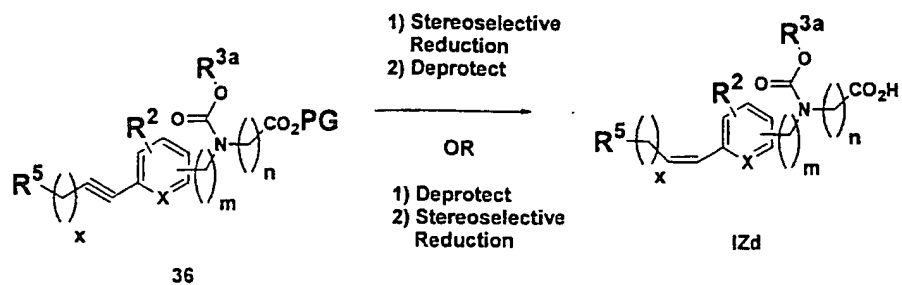 R3a
O
O
N
R2
CO2PG
( )n
( )m
X
R5
( )x
36
1) Stereoselective
Reduction
2) Deprotect
OR
1) Deprotect
2) Stereoselective
Reduction
R3a
O
O
N
R2
CO2H
( )n
( )m
X
R5
( )x
IZd